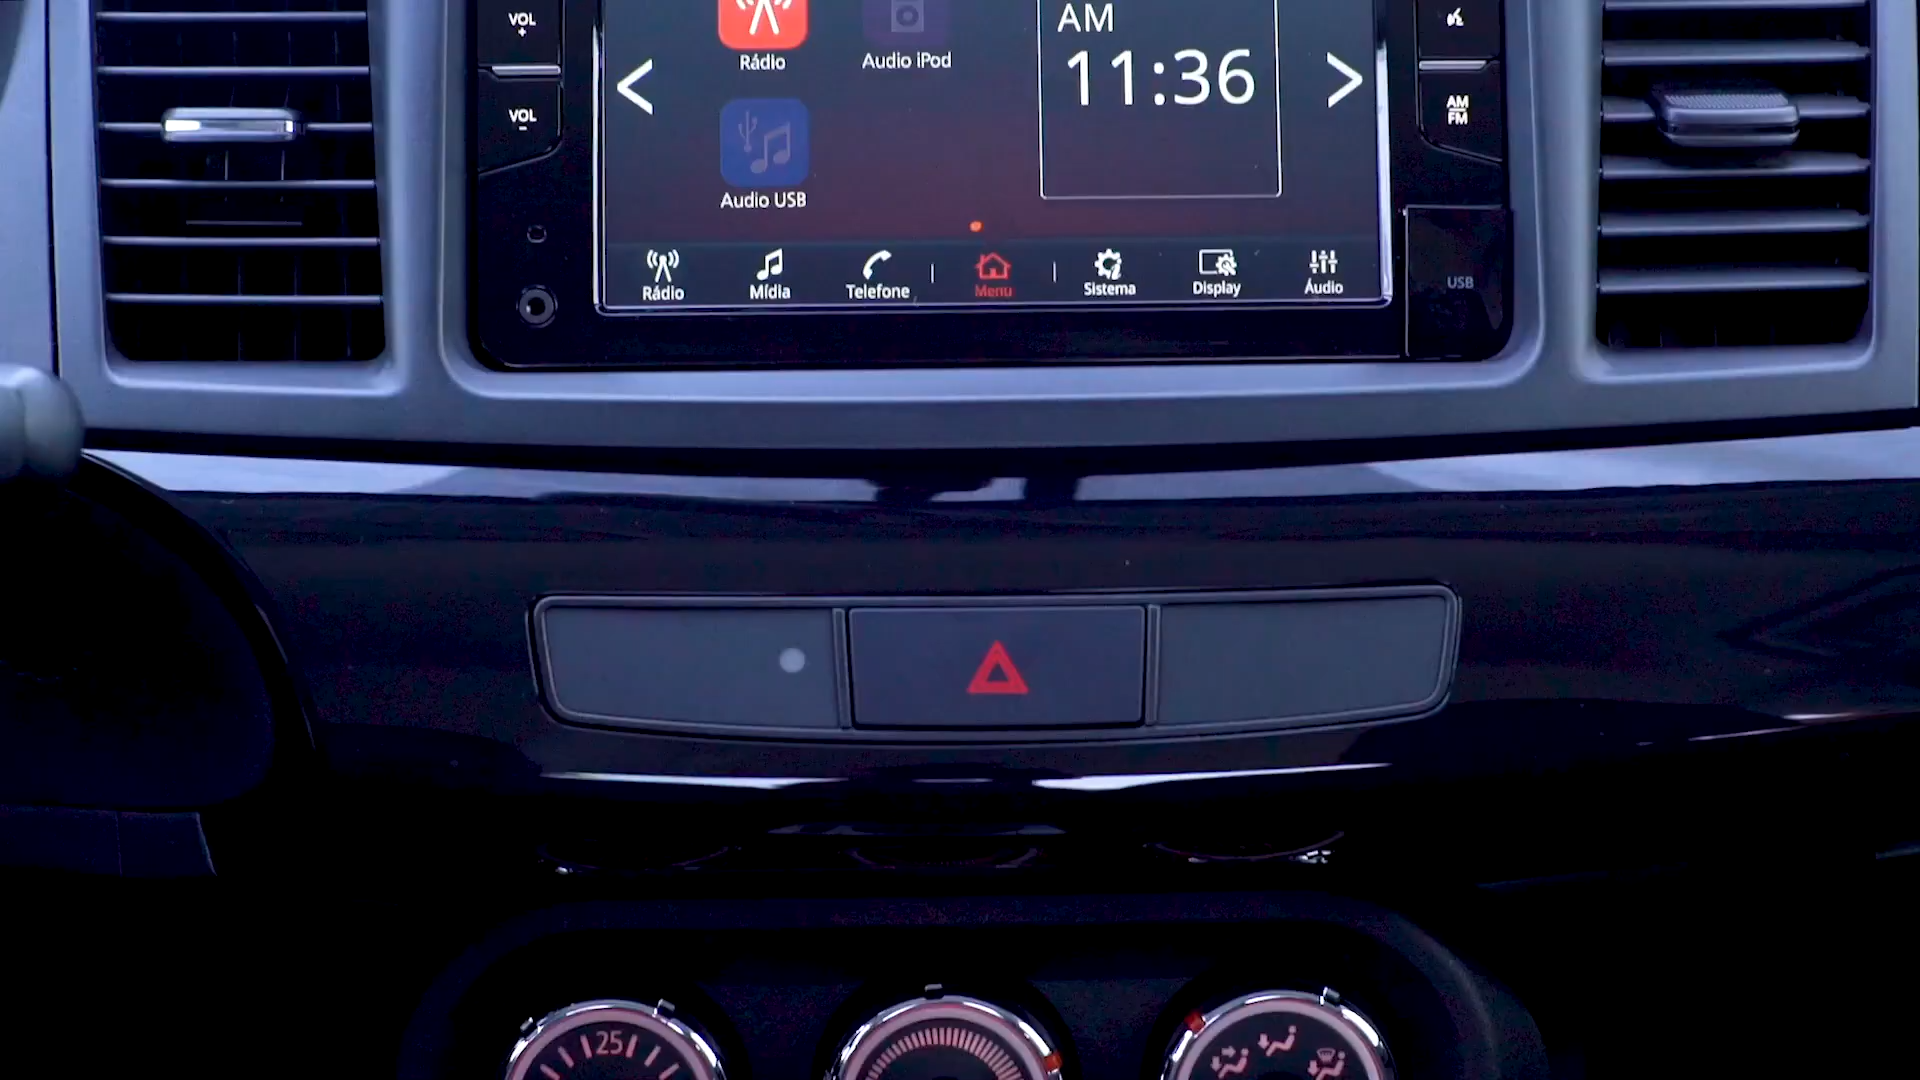 VOL
+
VOL
-
Rádio
Audio iPod
Audio USB
<
AM
11:36
>
AM
FM
Rádio
Mídia
Telefone
Menu
Sistema
Display
Áudio
USB
25